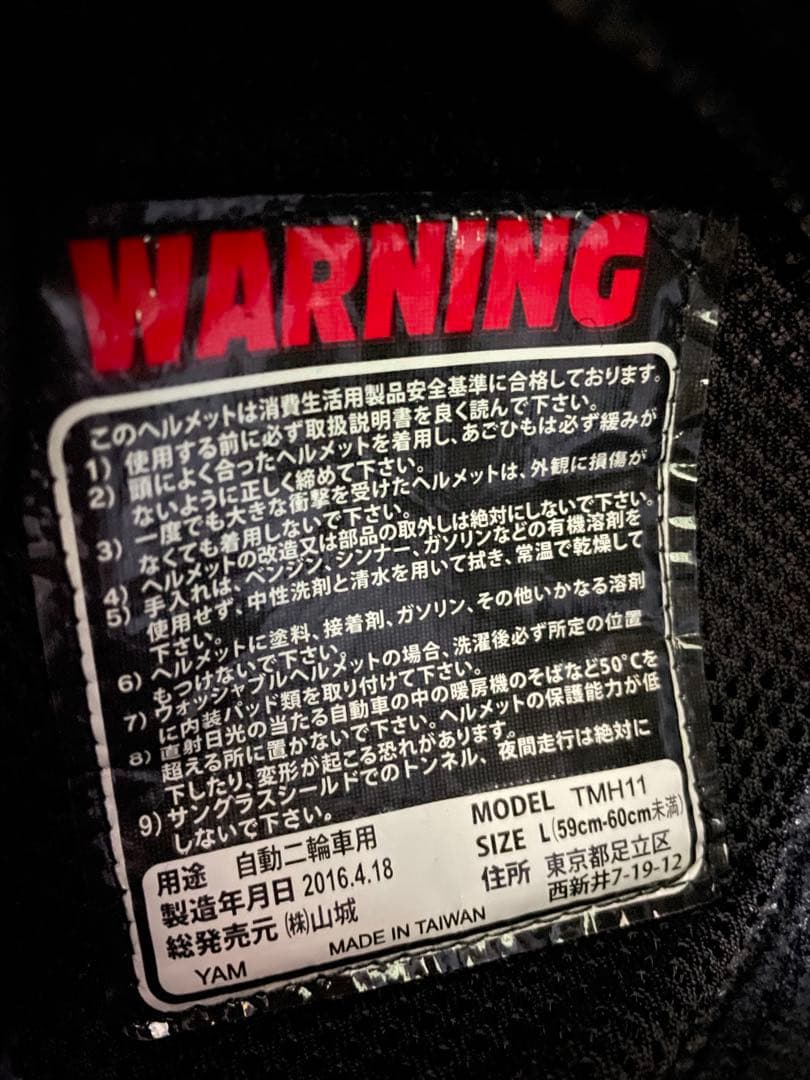 WARNING
このヘルメットは消費生活用製品安全基準に合格しております。
1) 使用する前に必ず取扱説明書を良く読んで下さい。
2) 頭によく合ったヘルメットを着用し、あごひもは必ず緩みが
ないように正しく締めて下さい。
3) 一度でも大きな衝撃を受けたヘルメットは、外観に損傷が
なくても着用しないで下さい。
4) ヘルメットの改造又は部品の取外しは絶対にしないで下さい。
5) 手入れは、ベンジン、シンナー、ガソリンなどの有機溶剤を
使用せず、中性洗剤と清水を用いて拭き、常温で乾燥して
下さい。
6) ヘルメットに塗料、接着剤、ガソリン、その他いかなる溶剤
もつけないで下さい。
7) ウォッシャブルヘルメットの場合、洗濯後必ず所定の位置
に内装パッド類を取り付けて下さい。
8) 直射日光の当たる自動車の中の暖房機のそばなど50°Cを
超える所に置かないで下さい。ヘルメットの保護能力が低
下したり、変形が起こる恐れがあります。
9) サングラスシールドでのトンネル、夜間走行は絶対に
しないで下さい。
用途 自動二輪車用
製造年月日 2016.4.18
総発売元 ㈱山城
YAM
MODEL TMH11
SIZE L(59cm-60cm未満)
住所 東京都足立区
西新井7-19-12
MADE IN TAIWAN